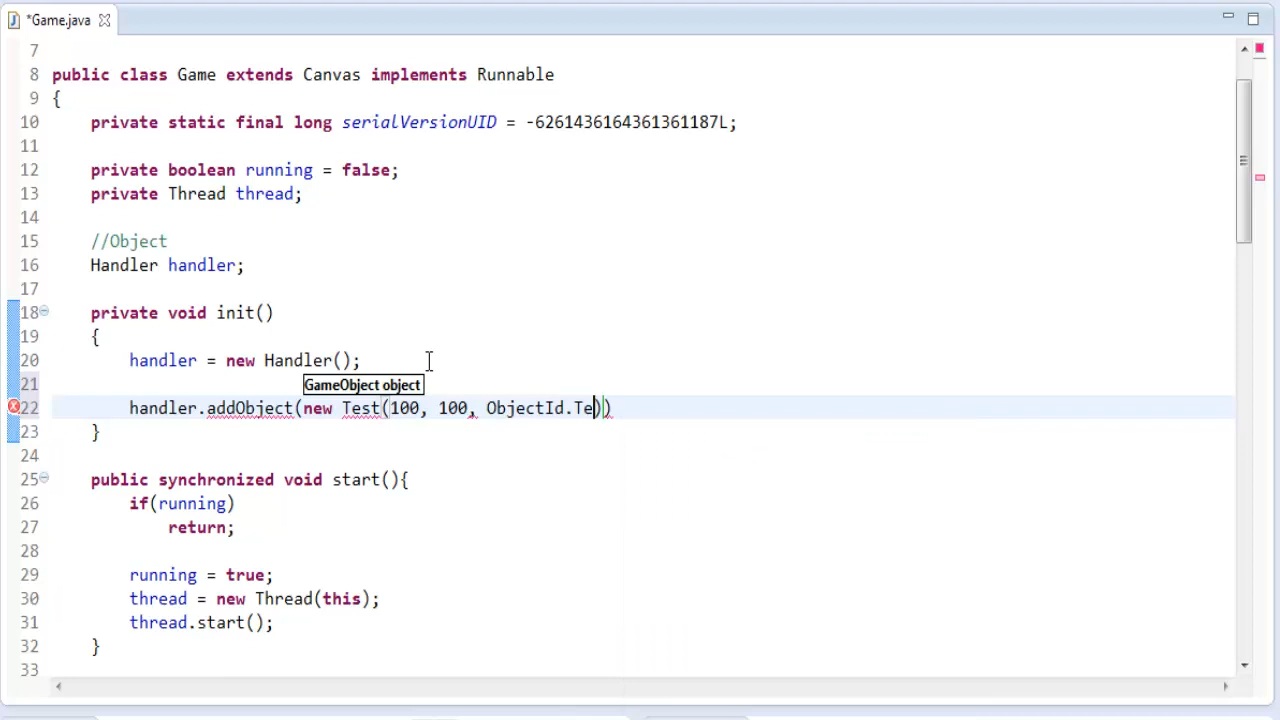 *Game.java
7
8 public class Game extends Canvas implements Runnable
9 {
10 private static final long serialVersionUID = -6261436164361361187L;
11
12 private boolean running = false;
13 private Thread thread;
14
15 //Object
16 Handler handler;
17
18 private void init()
19 {
20 handler = new Handler();
21 GameObject object
22 handler.addObject(new Test(100, 100, ObjectId.Te))
23 }
24
25 public synchronized void start(){
26 if(running)
27 return;
28
29 running = true;
30 thread = new Thread(this);
31 thread.start();
32 }
33